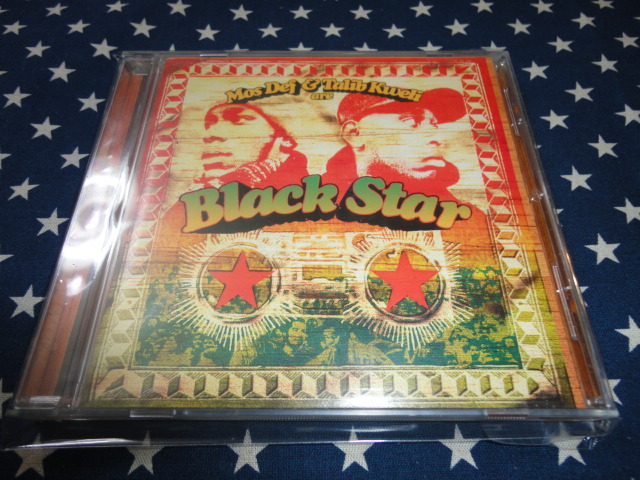 Mos Def & Talib Kweli
are
Black Star